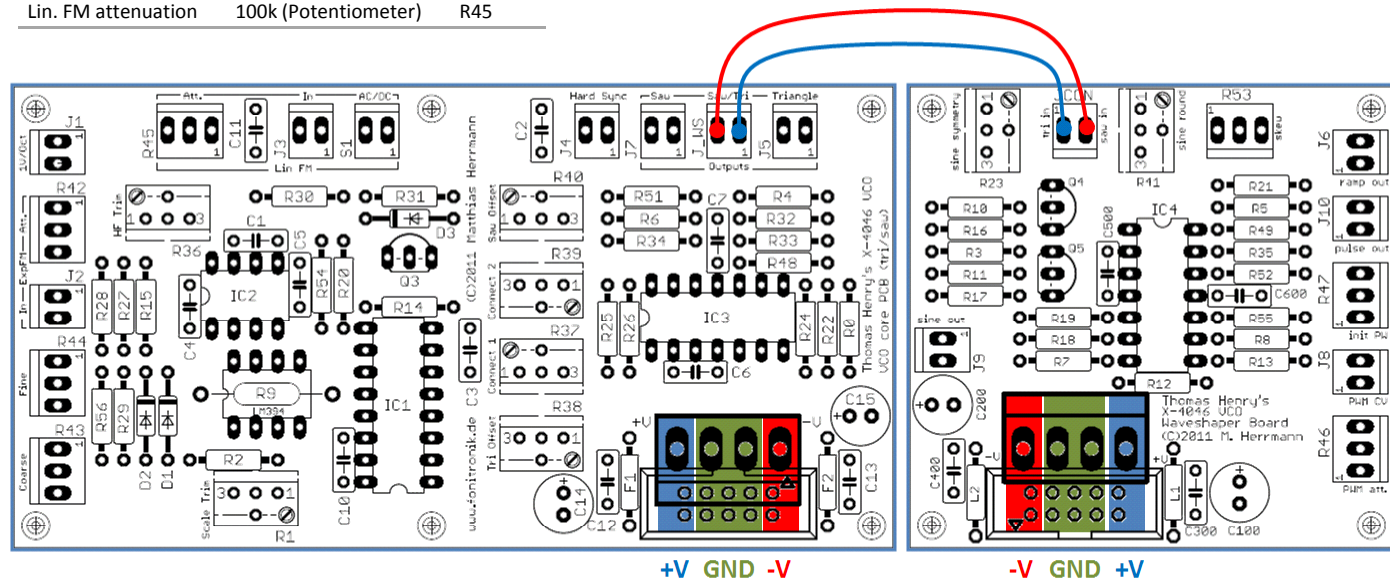 Lin. FM attenuation 100k (Potentiometer) R45
Att.
In
AC/DC
R45
C11
J3
S1
Lin FM
J1
1V/Oct
R42
ExpFM
Att.
J2
In
R44
Fine
R43
Coarse
HF Trim
R36
R30
R31
D3
C1
C5
Q3
R54
R20
R28
R27
R15
IC2
C4
R14
R9
LM394
IC1
C3
R56
R29
D2
D1
R2
Scale Trim
R1
C10
(C)2011 Matthias Herrmann
www.fonitronik.de
Hard Sync
Saw
Saw/Tri
Triangle
C2
J4
J7
J_WS
J5
Outputs
R40
Saw Offset
R39
Connect 2
R37
Connect 1
R38
Tri Offset
R51
R6
R34
C7
R4
R32
R33
R48
R25
R26
IC3
R24
R22
R0
C6
Thomas Henry's X-4046 VCO
VCO core PCB (tri/saw)
C15
+V
-V
F1
F2
C13
C14
C12
+V GND -V
sine symmetry
R23
JCON
tri in
saw in
sine round
R41
R53
skew
J6
ramp out
J10
pulse out
R47
init PW
J8
PWM CV
R46
PWM att.
R10
R16
R3
R11
R17
Q4
Q5
C500
IC4
R21
R5
R49
R35
R52
C600
R19
R18
R7
R55
R8
R13
R12
sine out
J9
C200
Thomas Henry's
X-4046 VCO
Waveshaper Board
(C)2011 M. Herrmann
-V
+V
C400
L2
L1
C300
C100
-V GND +V